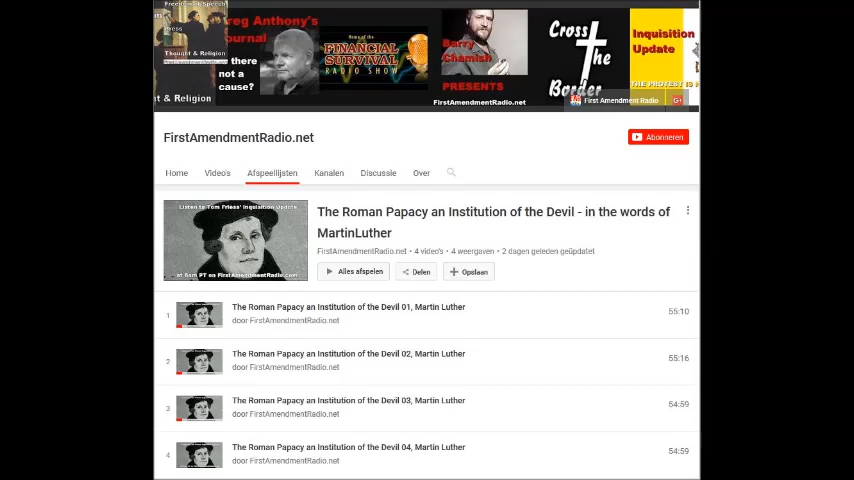 Freedom of Speech
Press
Thought & Religion
t & Religion
reg Anthony's
ournal
there
not a
cause?
Home of the
FINANCIAL
SURVIVAL
RADIO SHOW
Barry
Chamish
PRESENTS
FirstAmendmentRadio.net
Cross
The
Border
Inquisition
Update
THE PROTEST is N
First Amendment Radio
G+
FirstAmendmentRadio.net
Abonneren
Home Video's Afspeellijsten Kanalen Discussie Over
Listen to Tom Friess' Inquisition Update
at 8am PT on FirstAmendmentRadio.com
The Roman Papacy an Institution of the Devil - in the words of
MartinLuther
FirstAmendmentRadio.net • 4 video's • 4 weergaven • 2 dagen geleden geüpdatet
Alles afspelen Delen Opslaan
1 The Roman Papacy an Institution of the Devil 01, Martin Luther 55:10
door FirstAmendmentRadio.net
2 The Roman Papacy an Institution of the Devil 02, Martin Luther 55:16
door FirstAmendmentRadio.net
3 The Roman Papacy an Institution of the Devil 03, Martin Luther 54:59
door FirstAmendmentRadio.net
4 The Roman Papacy an Institution of the Devil 04, Martin Luther 54:59
door FirstAmendmentRadio.net